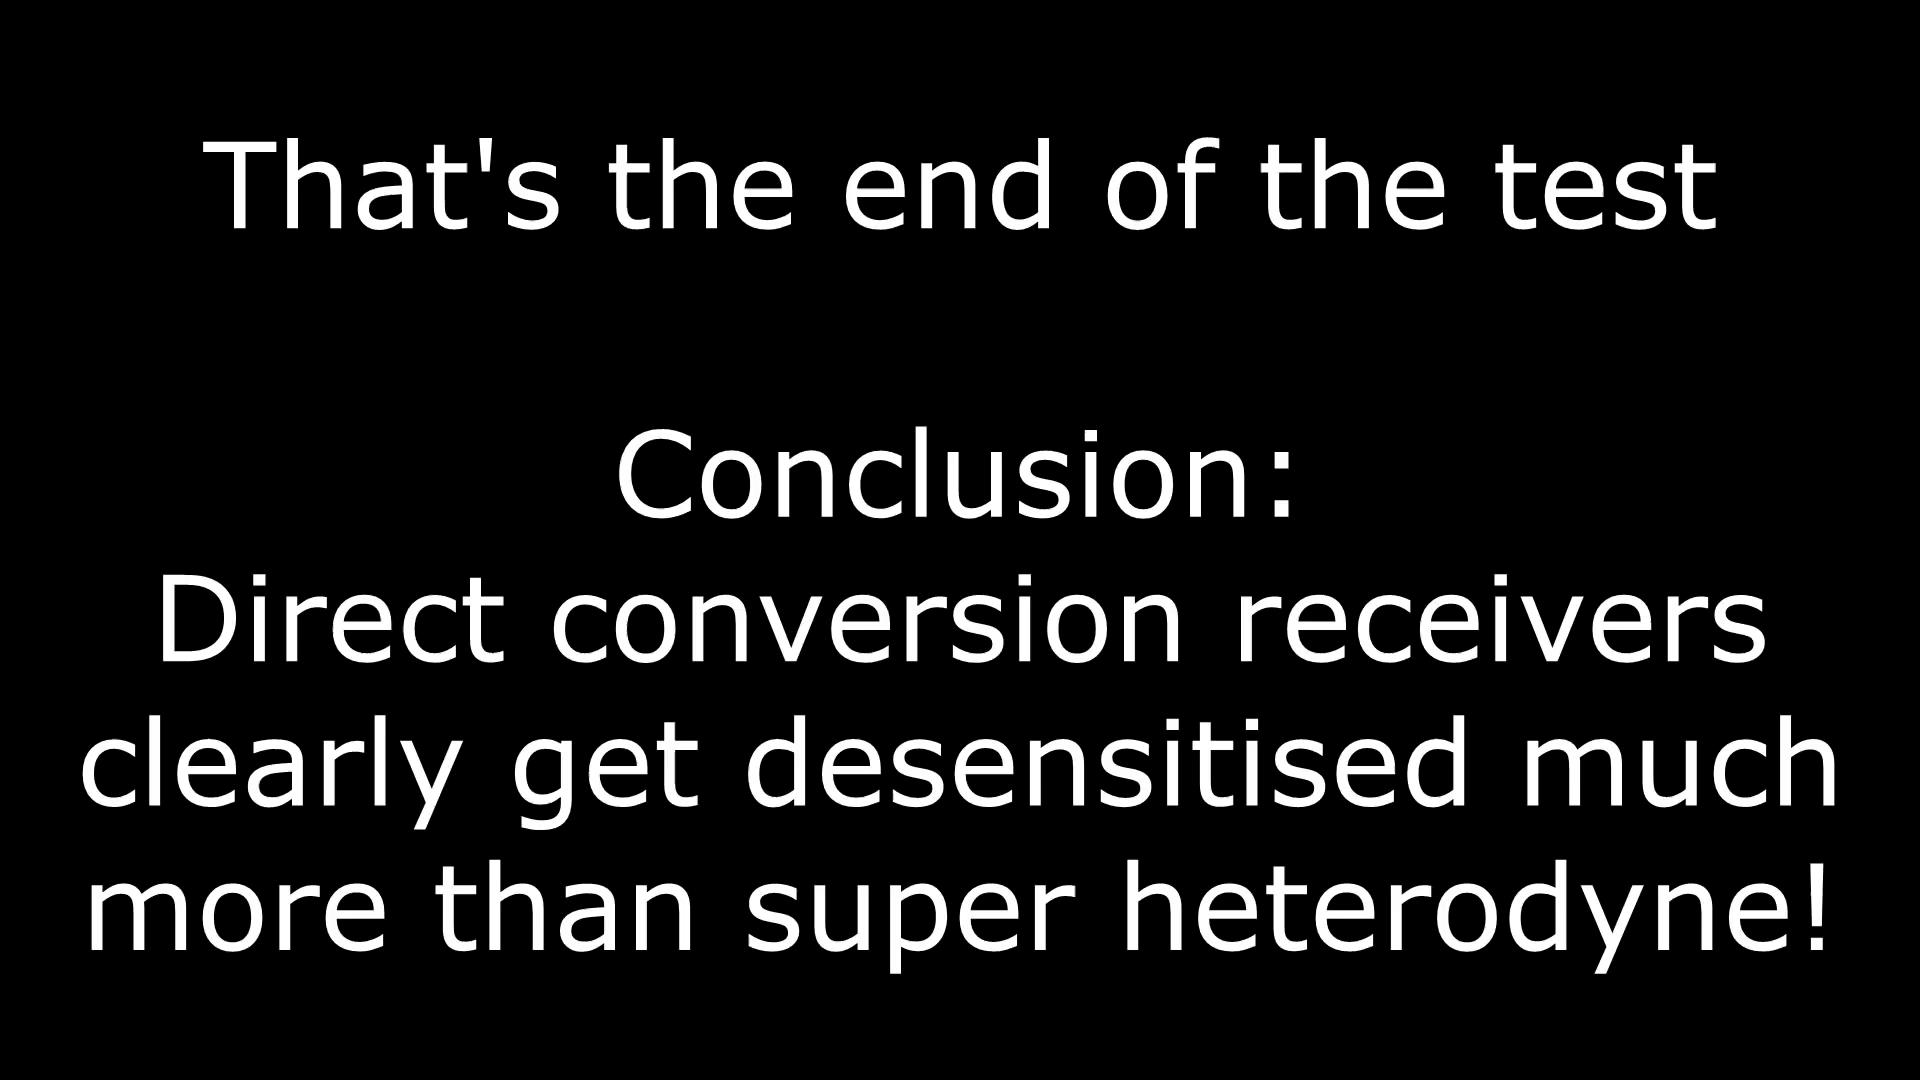 That's the end of the test
Conclusion:
Direct conversion receivers
clearly get desensitised much
more than super heterodyne!